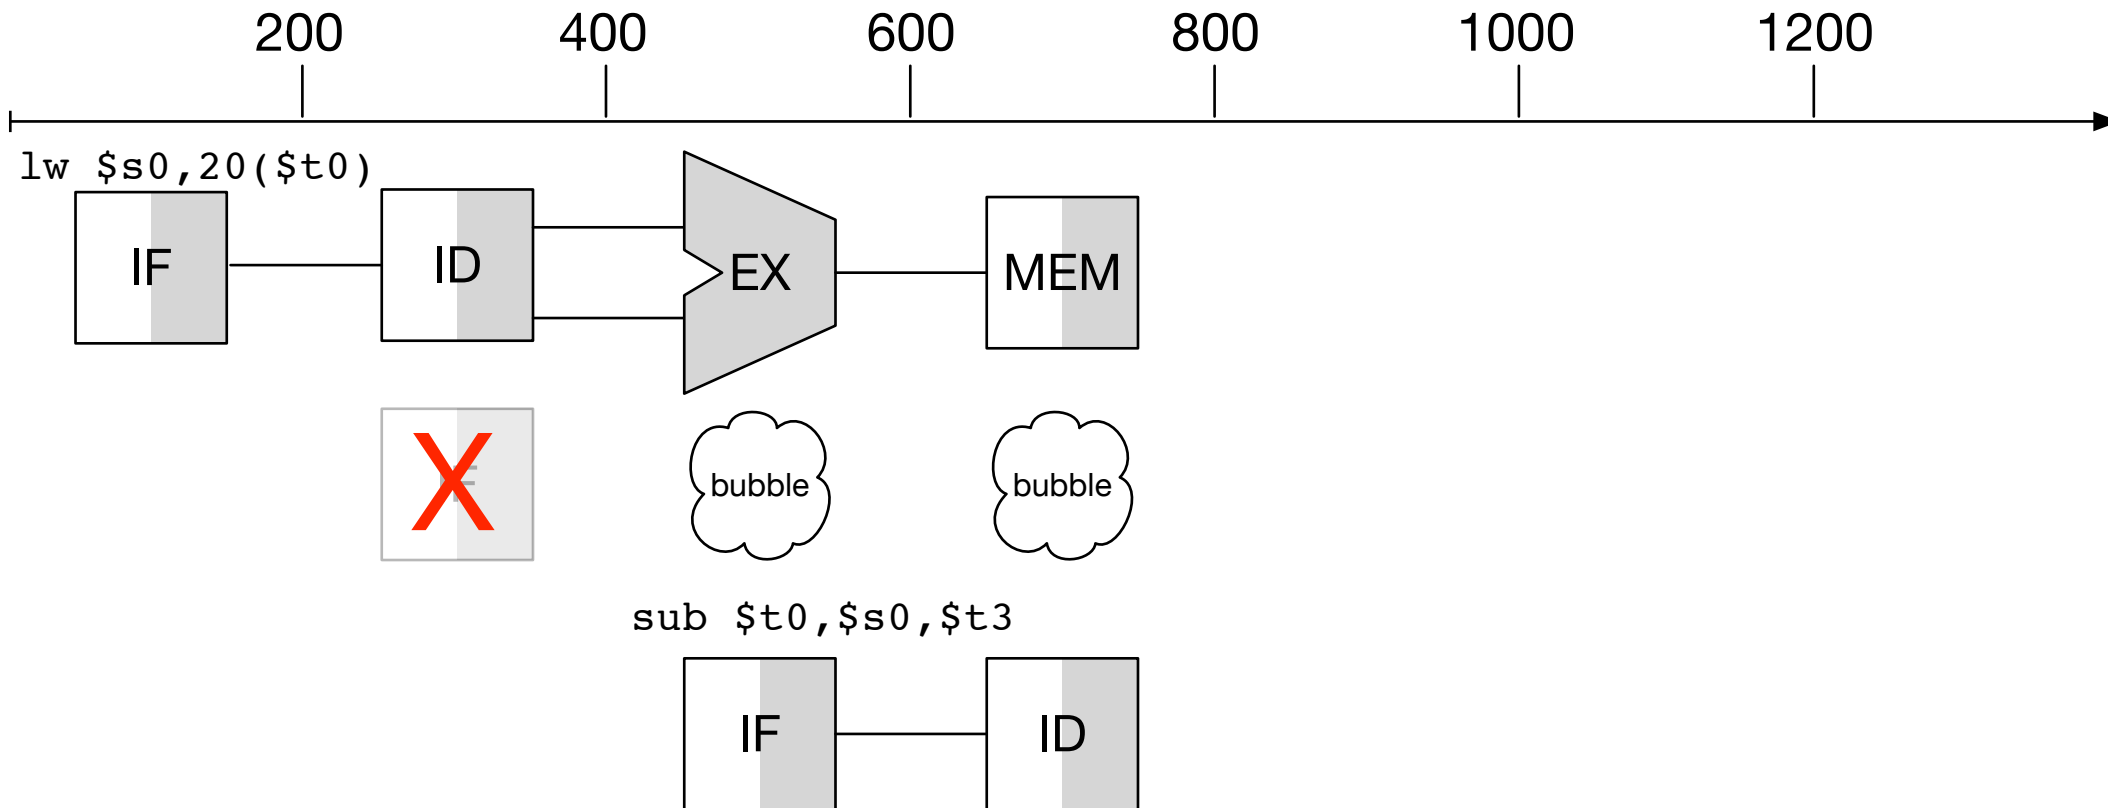 200 400 600 800 1000 1200
lw $s0,20($t0)
IF ID EX MEM
X bubble bubble
sub $t0,$s0,$t3
IF ID